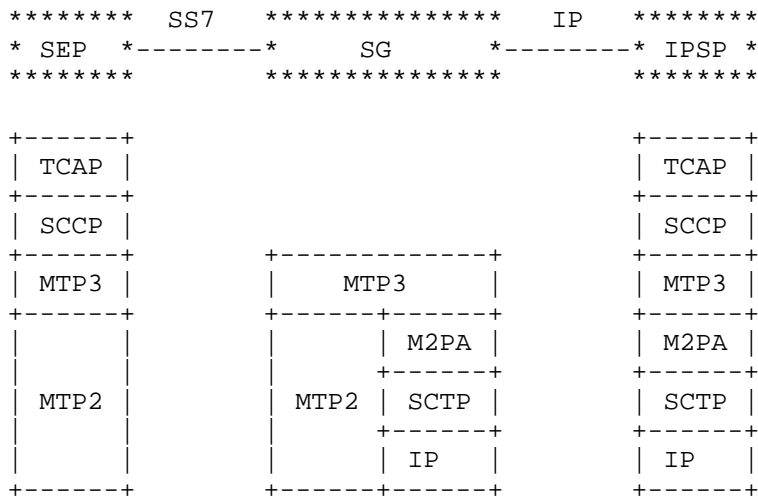 ********   SS7   ***************   IP   ********
* SEP  *--------*      SG       *--------* IPSP *
********        ***************        ********
+------+                                +------+
| TCAP |                                | TCAP |
+------+                                +------+
| SCCP |                                | SCCP |
+------+         +-------------+        +------+
| MTP3 |         |    MTP3     |        | MTP3 |
+------+         +------+------+        +------+
|      |         |      | M2PA |        | M2PA |
|      |         |      +------+        +------+
| MTP2 |         | MTP2 | SCTP |        | SCTP |
|      |         |      +------+        +------+
|      |         |      | IP   |        | IP   |
+------+         +------+------+        +------+